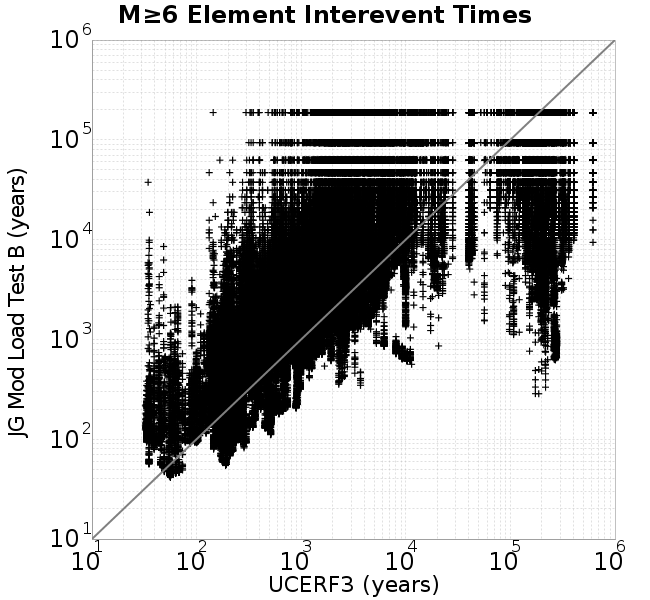 M≥6 Element Interevent Times
10^6
10^5
10^4
10^3
10^2
10^1
JG Mod Load Test B (years)
10^1 10^2 10^3 10^4 10^5 10^6
UCERF3 (years)